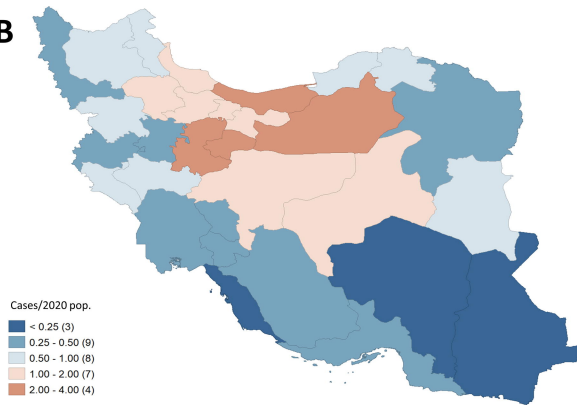 B
Cases/2020 pop.
< 0.25 (3)
0.25 - 0.50 (9)
0.50 - 1.00 (8)
1.00 - 2.00 (7)
2.00 - 4.00 (4)